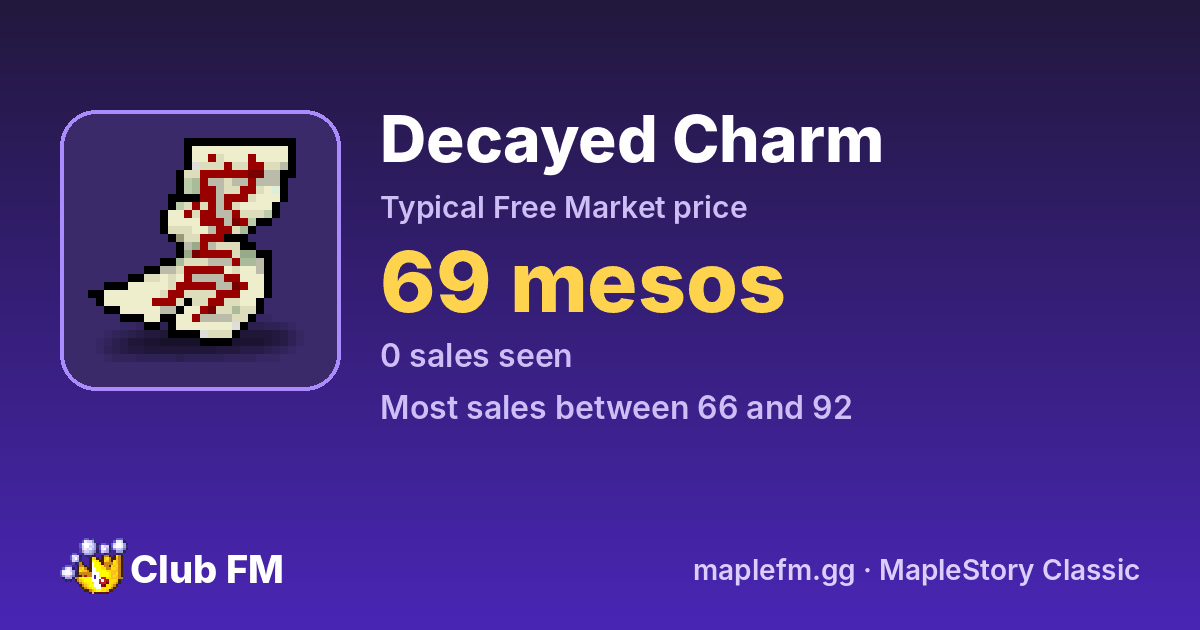 Decayed Charm
Typical Free Market price
69 mesos
0 sales seen
Most sales between 66 and 92
Club FM
maplefm.gg · MapleStory Classic